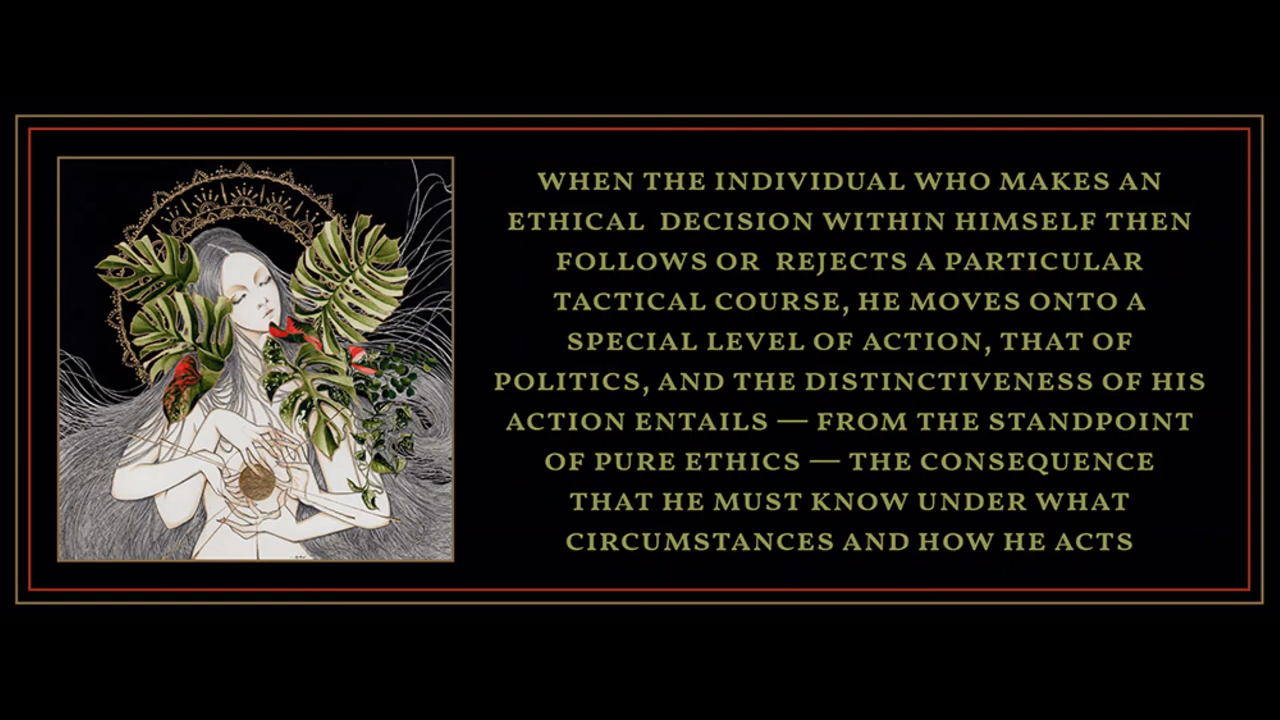 WHEN THE INDIVIDUAL WHO MAKES AN
ETHICAL DECISION WITHIN HIMSELF THEN
FOLLOWS OR REJECTS A PARTICULAR
TACTICAL COURSE, HE MOVES ONTO A
SPECIAL LEVEL OF ACTION, THAT OF
POLITICS, AND THE DISTINCTIVENESS OF HIS
ACTION ENTAILS — FROM THE STANDPOINT
OF PURE ETHICS — THE CONSEQUENCE
THAT HE MUST KNOW UNDER WHAT
CIRCUMSTANCES AND HOW HE ACTS